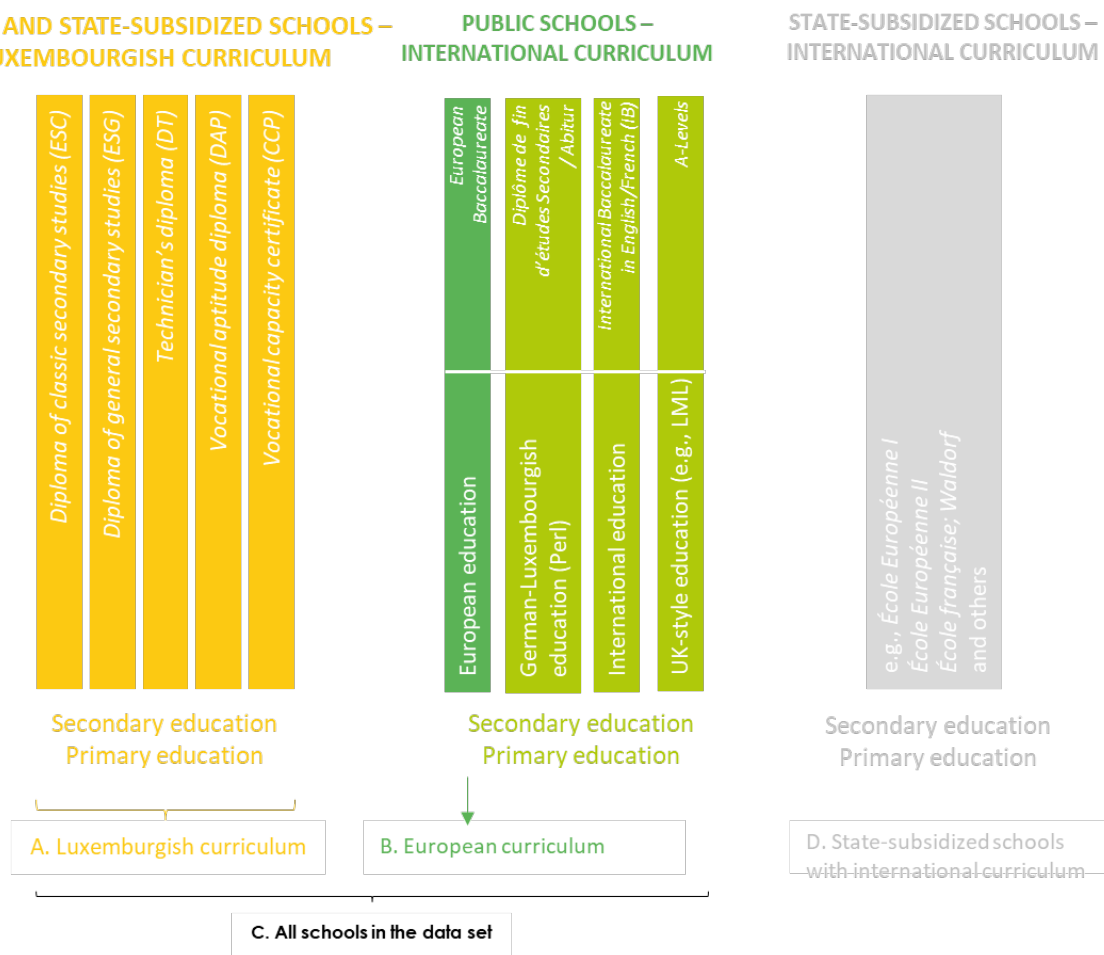 AND STATE-SUBSIDIZED SCHOOLS –
UXEMBOURGISH CURRICULUM
PUBLIC SCHOOLS –
INTERNATIONAL CURRICULUM
STATE-SUBSIDIZED SCHOOLS –
INTERNATIONAL CURRICULUM
Diploma of classic secondary studies (ESC)
Diploma of general secondary studies (ESG)
Technician's diploma (DT)
Vocational aptitude diploma (DAP)
Vocational capacity certificate (CCP)
European
Baccalaureate
Diplôme de fin
d'études Secondaires
/ Abitur
International Baccalaureate
in English/French (IB)
A-Levels
European education
German-Luxembourgish
education (Perl)
International education
UK-style education (e.g., LML)
e.g., École Européenne I
École Européenne II
École française; Waldorf
and others
Secondary education
Primary education
Secondary education
Primary education
Secondary education
Primary education
A. Luxemburgish curriculum
B. European curriculum
D. State-subsidized schools
with international curriculum
C. All schools in the data set